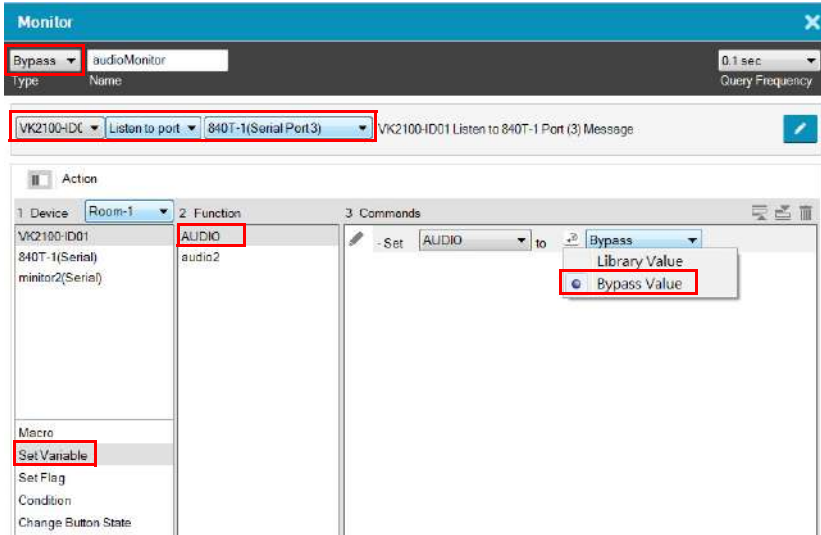 Monitor
Bypass audioMonitor 0.1 sec
Type Name Query Frequency
VK2100-ID0 Listen to port 840T-1(Serial Port3) VK2100-ID01 Listen to 840T-1 Port (3) Message
Action
1 Device Room-1 2 Function 3 Commands
VK2100-ID01 AUDIO - Set AUDIO to Bypass
840T-1(Serial) audio2 Library Value
minitor2(Serial) Bypass Value
Macro
Set Variable
Set Flag
Condition
Change Button State